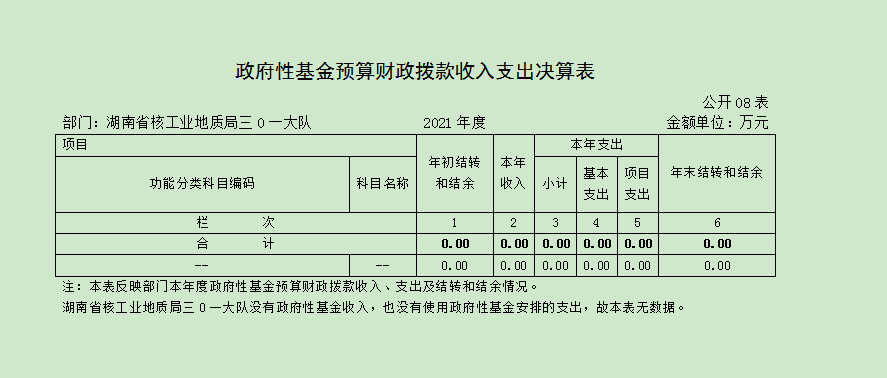 政府性基金预算财政拨款收入支出决算表
公开 08 表
部门：湖南省核工业地质局三0一大队 2021 年度 金额单位：万元
项目 年初结转和结余 本年收入 本年支出 年末结转和结余
功能分类科目编码 科目名称 小计 基本支出 项目支出
栏 次 1 2 3 4 5 6
合 计 0.00 0.00 0.00 0.00 0.00 0.00
-- -- 0.00 0.00 0.00 0.00 0.00 0.00
注：本表反映部门本年度政府性基金预算财政拨款收入、支出及结转和结余情况。
湖南省核工业地质局三0一大队没有政府性基金收入，也没有使用政府性基金安排的支出，故本表无数据。